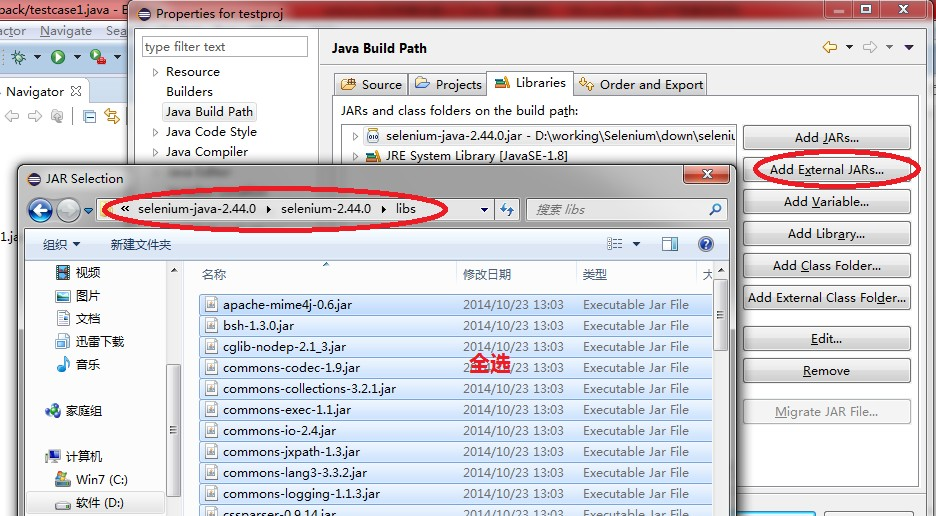 pack/testcase1.java - Eclipse
Properties for testproj
actor Navigate Sea
Navigator
type filter text
Resource
Builders
Java Build Path
Java Code Style
Java Compiler
Java Editor
Java Build Path
Source
Projects
Libraries
Order and Export
JARs and class folders on the build path:
selenium-java-2.44.0.jar - D:\working\Selenium\down\seleniu
JRE System Library [JavaSE-1.8]
Add JARs...
Add External JARs...
Add Variable...
Add Library...
Add Class Folder...
Add External Class Folder...
Edit...
Remove
Migrate JAR File...
1.ja
JAR Selection
« selenium-java-2.44.0 selenium-2.44.0 libs
搜索 libs
组织 新建文件夹
视频
图片
文档
迅雷下载
音乐
家庭组
计算机
Win7 (C:)
软件 (D:)
名称 修改日期 类型 大
apache-mime4j-0.6.jar 2014/10/23 13:03 Executable Jar File
bsh-1.3.0.jar 2014/10/23 13:03 Executable Jar File
cglib-nodep-2.1_3.jar 2014/10/23 13:03 Executable Jar File
全选
commons-codec-1.9.jar 2014/10/23 13:03 Executable Jar File
commons-collections-3.2.1.jar 2014/10/23 13:03 Executable Jar File
commons-exec-1.1.jar 2014/10/23 13:03 Executable Jar File
commons-io-2.4.jar 2014/10/23 13:03 Executable Jar File
commons-jxpath-1.3.jar 2014/10/23 13:03 Executable Jar File
commons-lang3-3.3.2.jar 2014/10/23 13:03 Executable Jar File
commons-logging-1.1.3.jar 2014/10/23 13:03 Executable Jar File
cssparser-0.9.14.jar 2014/10/23 13:03 Executable Jar File